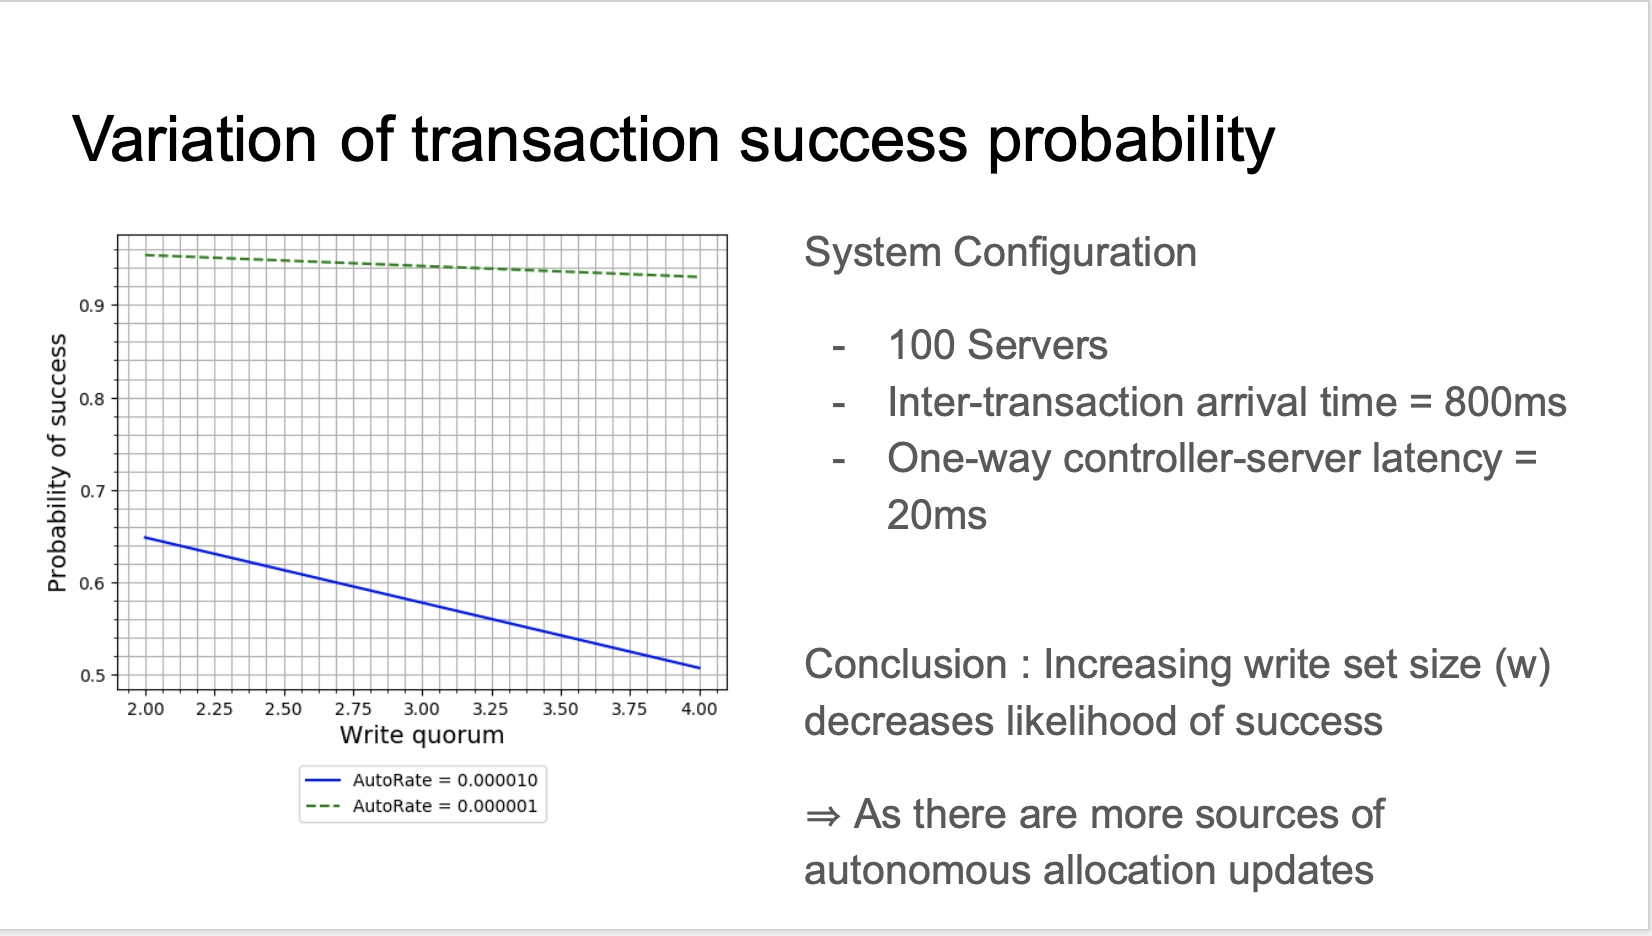 Variation of transaction success probability
Probability of success
0.9
0.8
0.7
0.6
0.5
2.00 2.25 2.50 2.75 3.00 3.25 3.50 3.75 4.00
Write quorum
AutoRate = 0.000010
AutoRate = 0.000001
System Configuration
- 100 Servers
- Inter-transaction arrival time = 800ms
- One-way controller-server latency =
20ms
Conclusion : Increasing write set size (w)
decreases likelihood of success
⇒ As there are more sources of
autonomous allocation updates